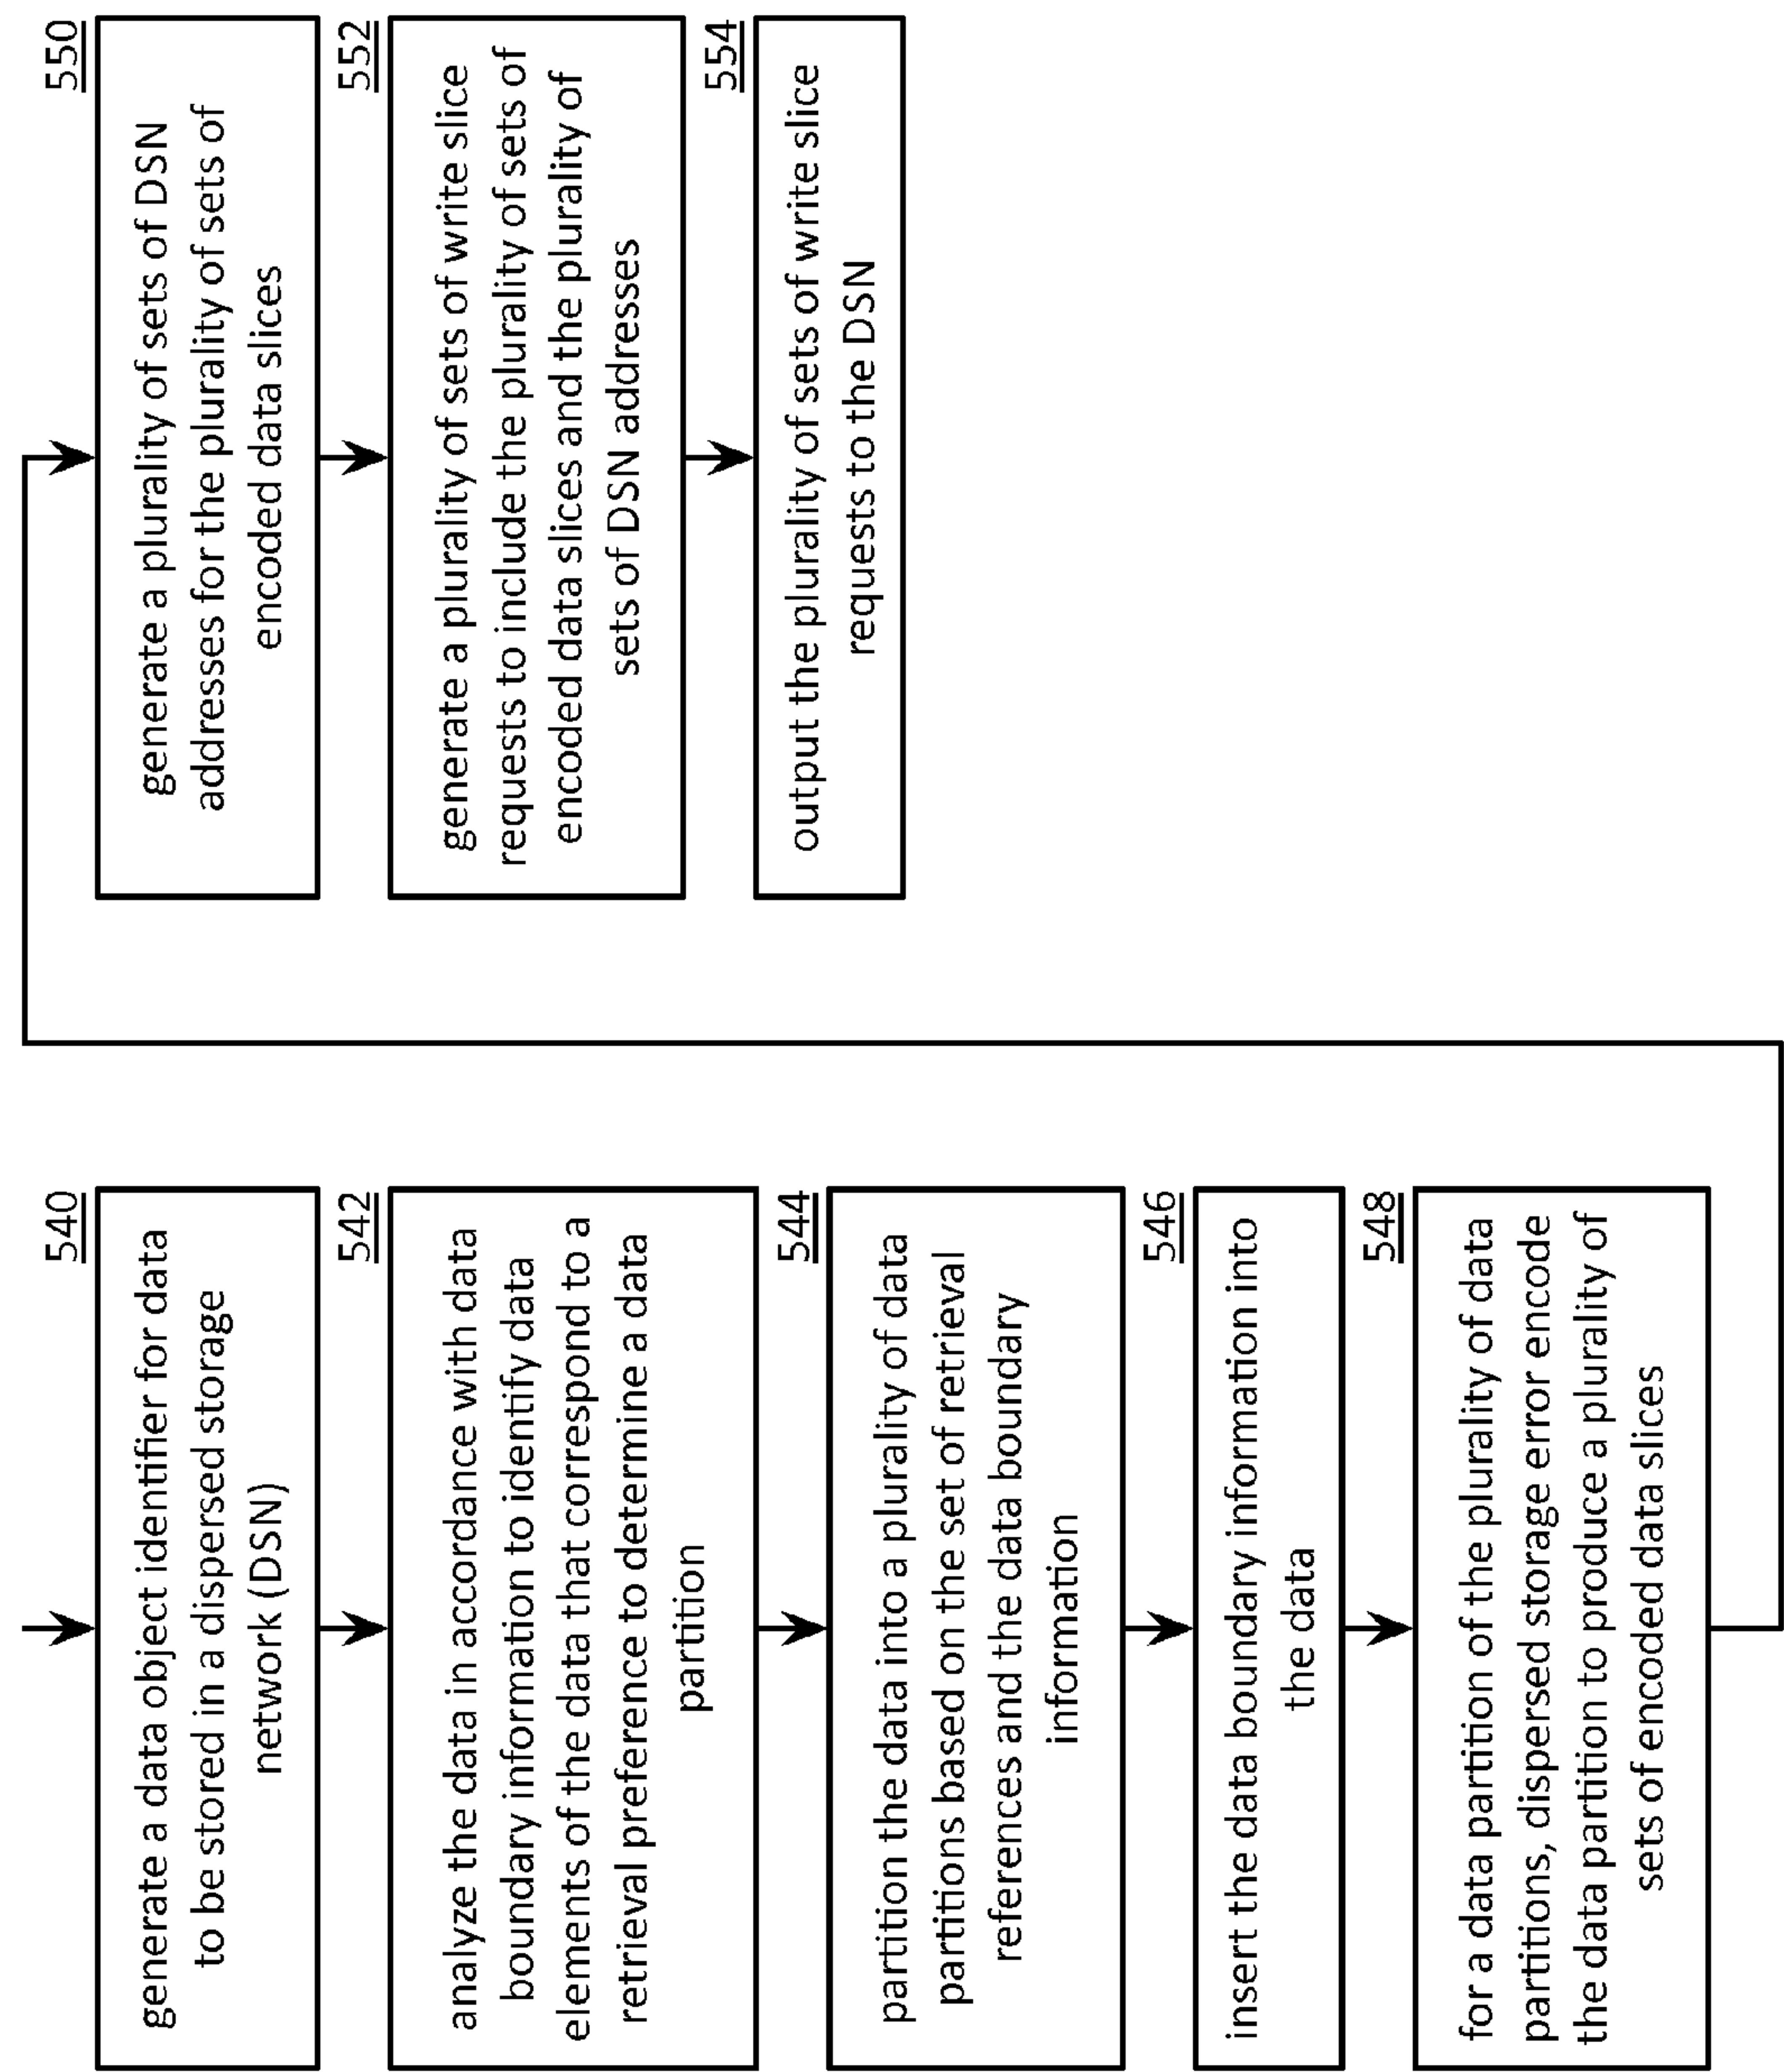 540
generate a data object identifier for data
to be stored in a dispersed storage
network (DSN)
542
analyze the data in accordance with data
boundary information to identify data
elements of the data that correspond to a
retrieval preference to determine a data
partition
544
partition the data into a plurality of data
partitions based on the set of retrieval
references and the data boundary
information
546
insert the data boundary information into
the data
548
for a data partition of the plurality of data
partitions, dispersed storage error encode
the data partition to produce a plurality of
sets of encoded data slices
550
generate a plurality of sets of DSN
addresses for the plurality of sets of
encoded data slices
552
generate a plurality of sets of write slice
requests to include the plurality of sets of
encoded data slices and the plurality of
sets of DSN addresses
554
output the plurality of sets of write slice
requests to the DSN